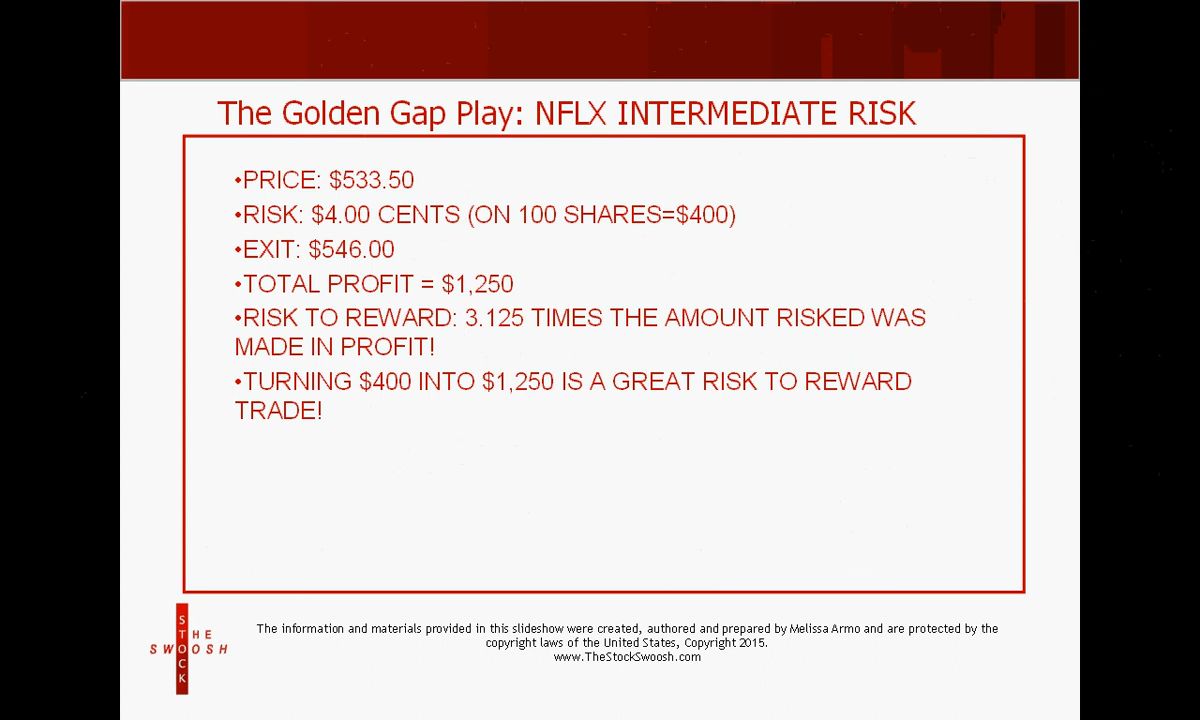 The Golden Gap Play: NFLX INTERMEDIATE RISK
•PRICE: $533.50
•RISK: $4.00 CENTS (ON 100 SHARES=$400)
•EXIT: $546.00
•TOTAL PROFIT = $1,250
•RISK TO REWARD: 3.125 TIMES THE AMOUNT RISKED WAS
MADE IN PROFIT!
•TURNING $400 INTO $1,250 IS A GREAT RISK TO REWARD
TRADE!
THE
STOCK
SWOOSH
The information and materials provided in this slideshow were created, authored and prepared by Melissa Armo and are protected by the
copyright laws of the United States, Copyright 2015.
www.TheStockSwoosh.com